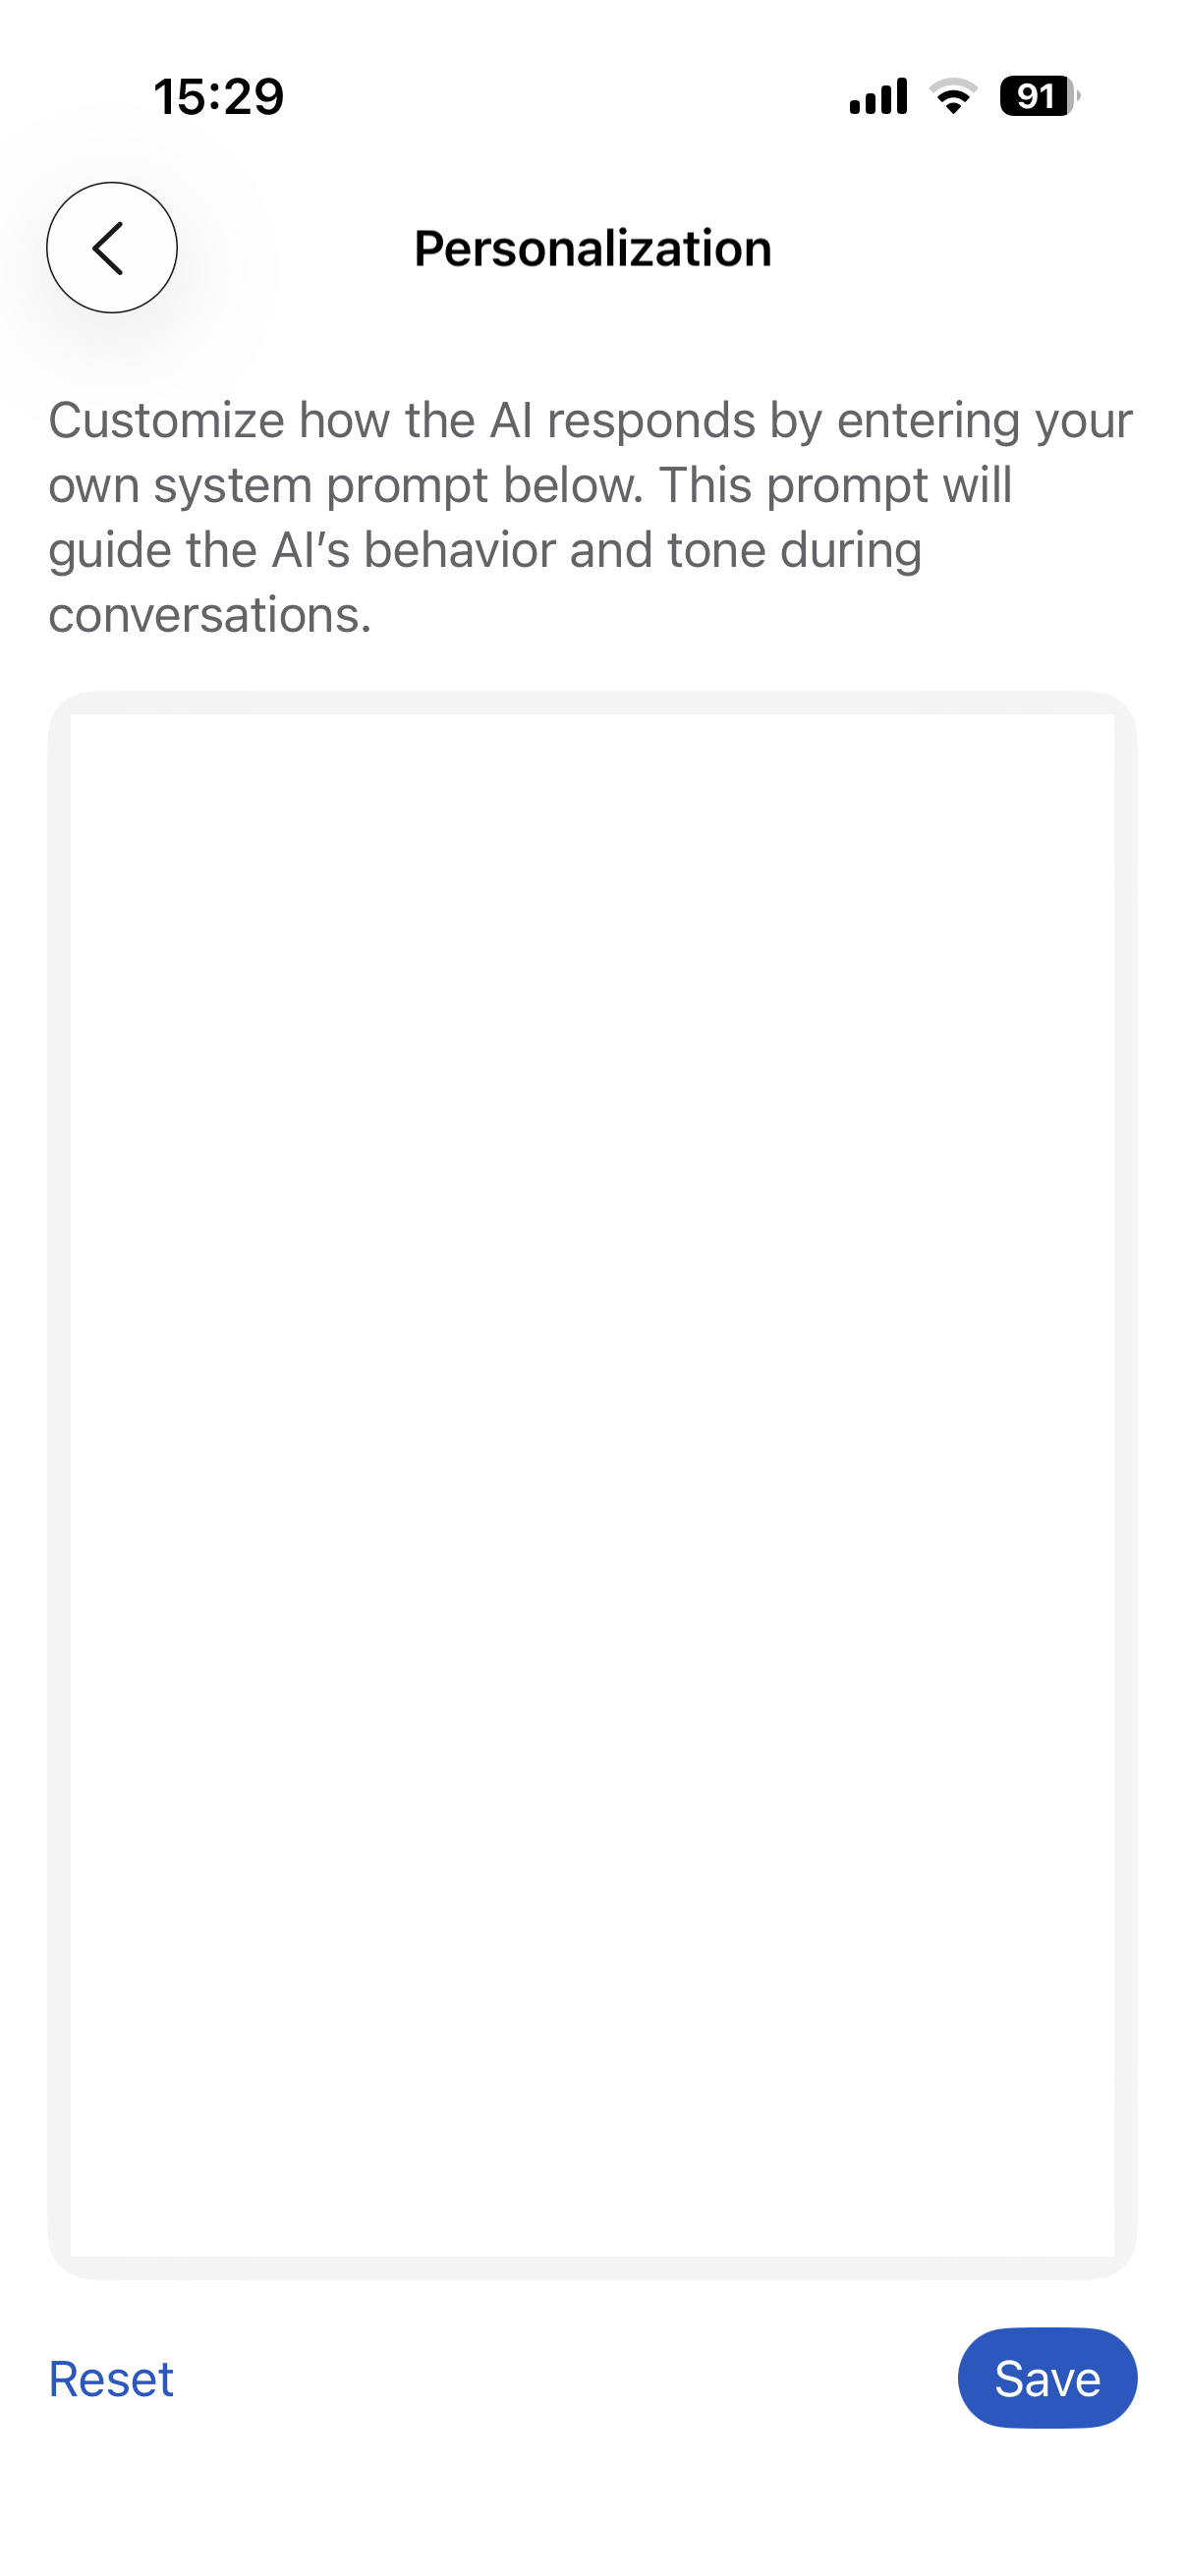 15:29
91
Personalization
Customize how the AI responds by entering your
own system prompt below. This prompt will
guide the AI’s behavior and tone during
conversations.
Reset
Save